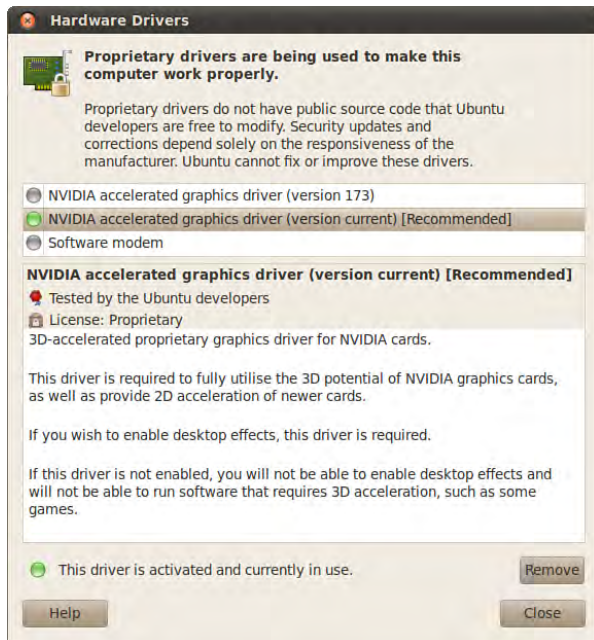 Hardware Drivers
Proprietary drivers are being used to make this
computer work properly.
Proprietary drivers do not have public source code that Ubuntu
developers are free to modify. Security updates and
corrections depend solely on the responsiveness of the
manufacturer. Ubuntu cannot fix or improve these drivers.
NVIDIA accelerated graphics driver (version 173)
NVIDIA accelerated graphics driver (version current) [Recommended]
Software modem
NVIDIA accelerated graphics driver (version current) [Recommended]
Tested by the Ubuntu developers
License: Proprietary
3D-accelerated proprietary graphics driver for NVIDIA cards.
This driver is required to fully utilise the 3D potential of NVIDIA graphics cards,
as well as provide 2D acceleration of newer cards.
If you wish to enable desktop effects, this driver is required.
If this driver is not enabled, you will not be able to enable desktop effects and
will not be able to run software that requires 3D acceleration, such as some
games.
This driver is activated and currently in use.
Remove
Help
Close